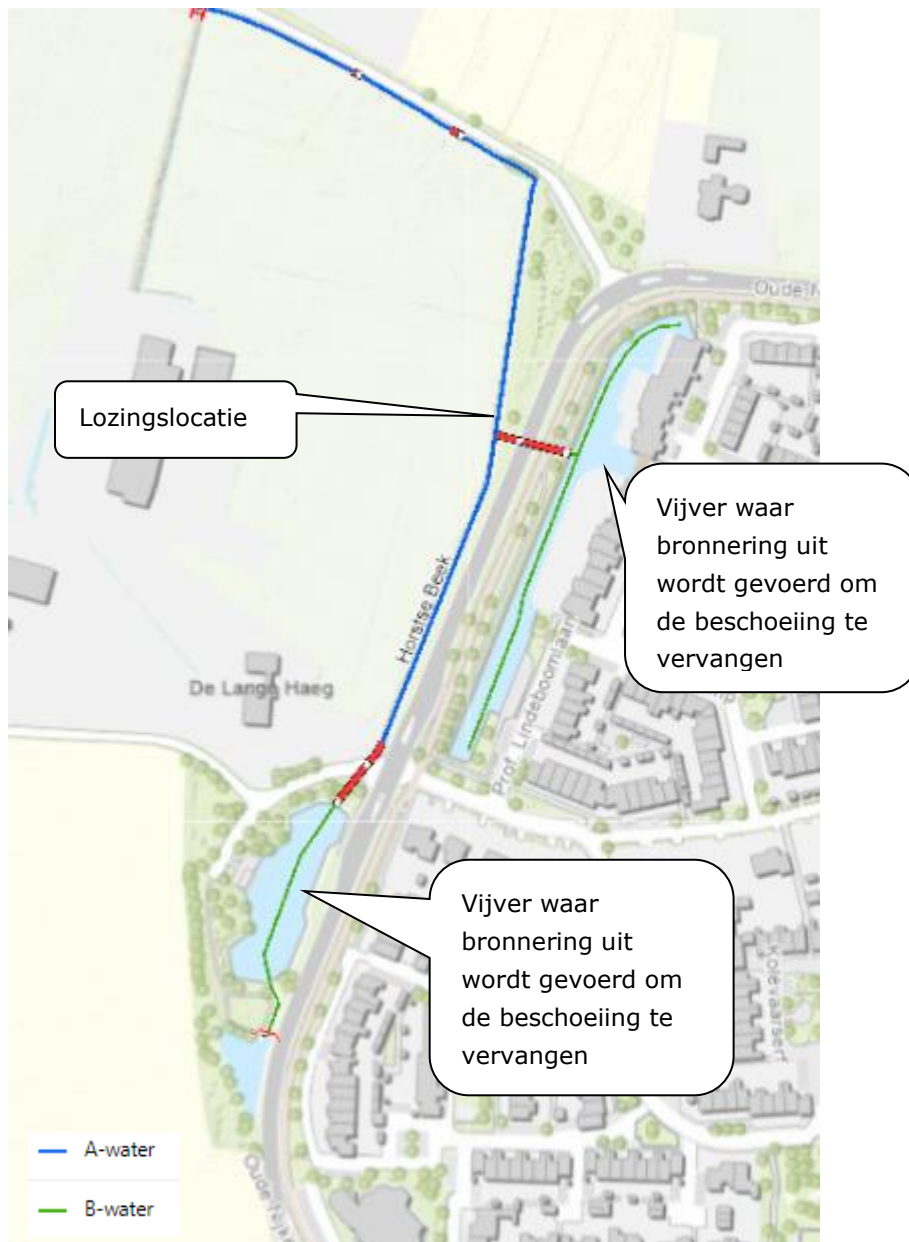 Oude N
Lozingslocatie
Vijver waar
bronnering uit
wordt gevoerd om
de beschoeiing te
vervangen
Horstse Beek
De Lange Haeg
Prof. Lindeboomlaan
Vijver waar
bronnering uit
wordt gevoerd om
de beschoeiing te
vervangen
Kolevaarserf
A-water
B-water